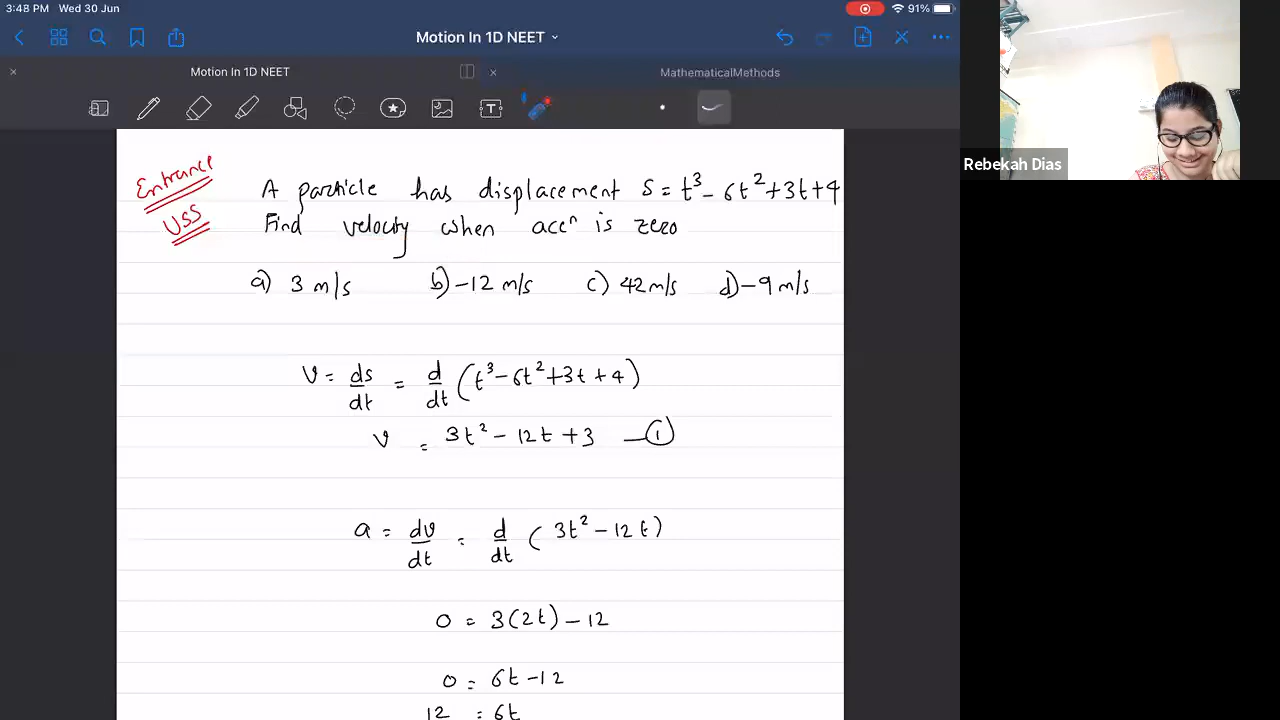 3:48 PM Wed 30 Jun
91%
Motion In 1D NEET
Motion In 1D NEET
MathematicalMethods
T
Rebekah Dias
Entrance
USS
A particle has displacement S = t³ - 6t² + 3t + 4
Find velocity when accⁿ is zero
a) 3 m/s b) -12 m/s c) 42 m/s d) -9 m/s
v = ds/dt = d/dt (t³ - 6t² + 3t + 4)
v = 3t² - 12t + 3 —①
a = dv/dt = d/dt (3t² - 12t)
0 = 3(2t) - 12
0 = 6t - 12
12 = 6t